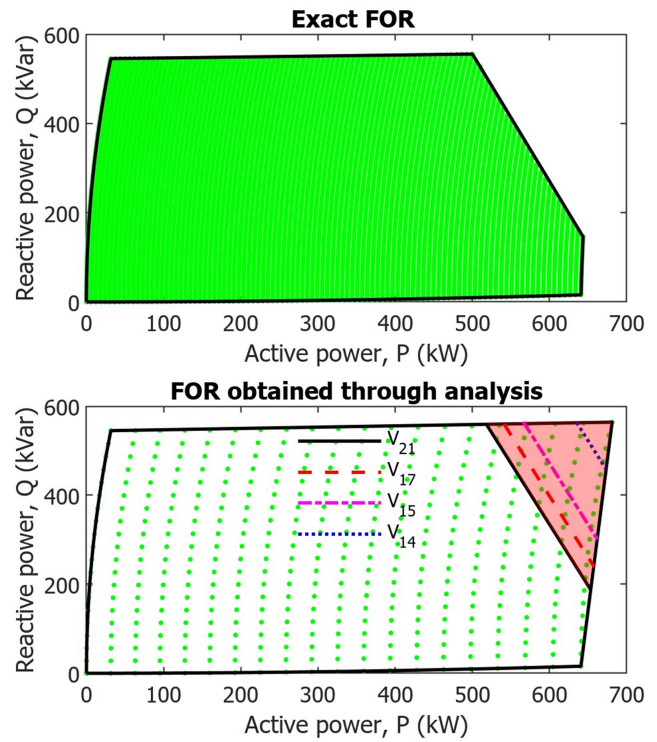 Exact FOR
600
400
200
0
Reactive power, Q (kVar)
0 100 200 300 400 500 600 700
Active power, P (kW)
FOR obtained through analysis
600
400
200
0
Reactive power, Q (kVar)
V21
V17
V15
V14
0 100 200 300 400 500 600 700
Active power, P (kW)